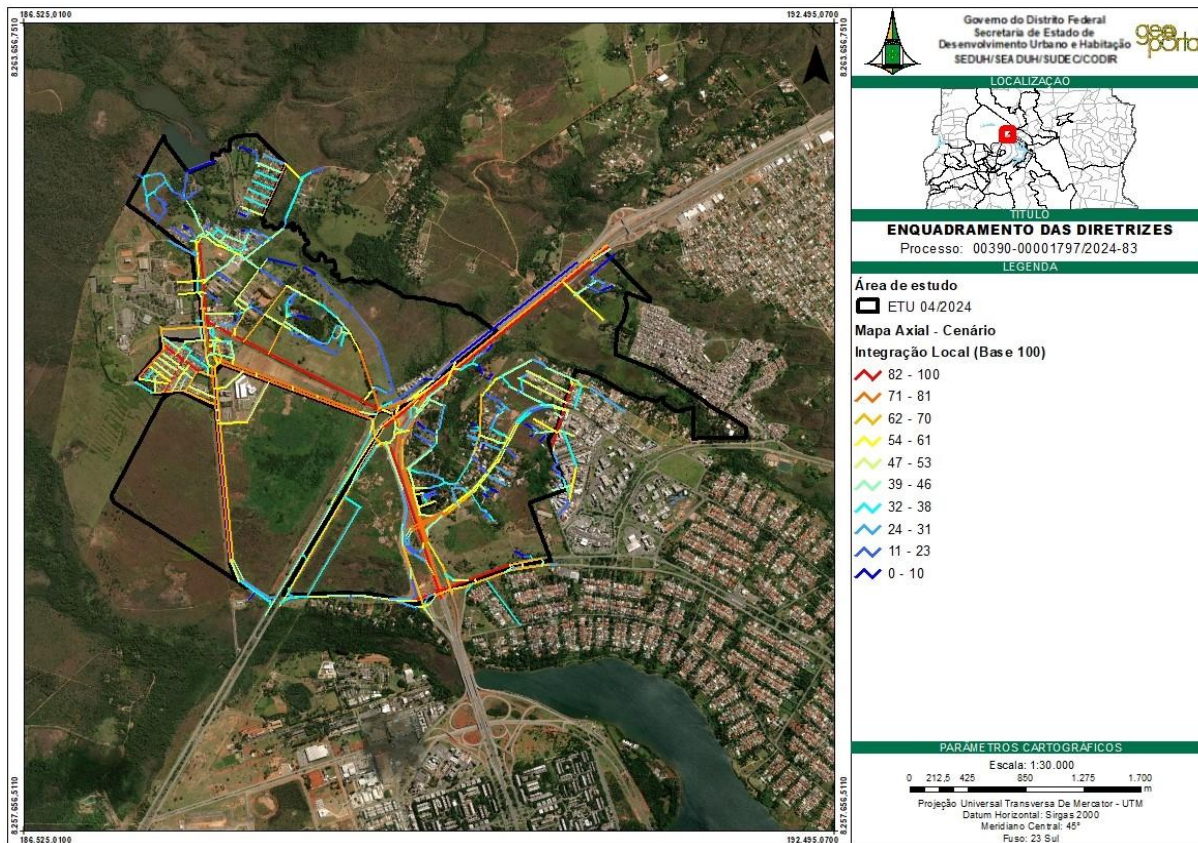 186.525,0100
192.495,0700
8.263.656,7510
8.263.656,7510
N
8.257.656,5110
8.257.656,5110
186.525,0100
192.495,0700
Governo do Distrito Federal
Secretaria de Estado de
Desenvolvimento Urbano e Habitação
SEDUH/SEADUH/SUDEC/CODIR
geo
porta
LOCALIZAÇÃO
TÍTULO
ENQUADRAMENTO DAS DIRETRIZES
Processo: 00390-00001797/2024-83
LEGENDA
Área de estudo
ETU 04/2024
Mapa Axial - Cenário
Integração Local (Base 100)
82 - 100
71 - 81
62 - 70
54 - 61
47 - 53
39 - 46
32 - 38
24 - 31
11 - 23
0 - 10
PARÂMETROS CARTOGRÁFICOS
Escala: 1:30.000
0 212,5 425 850 1.275 1.700
m
Projeção Universal Transversa De Mercator - UTM
Datum Horizontal: Sirgas 2000
Meridiano Central: 45º
Fuso: 23 Sul